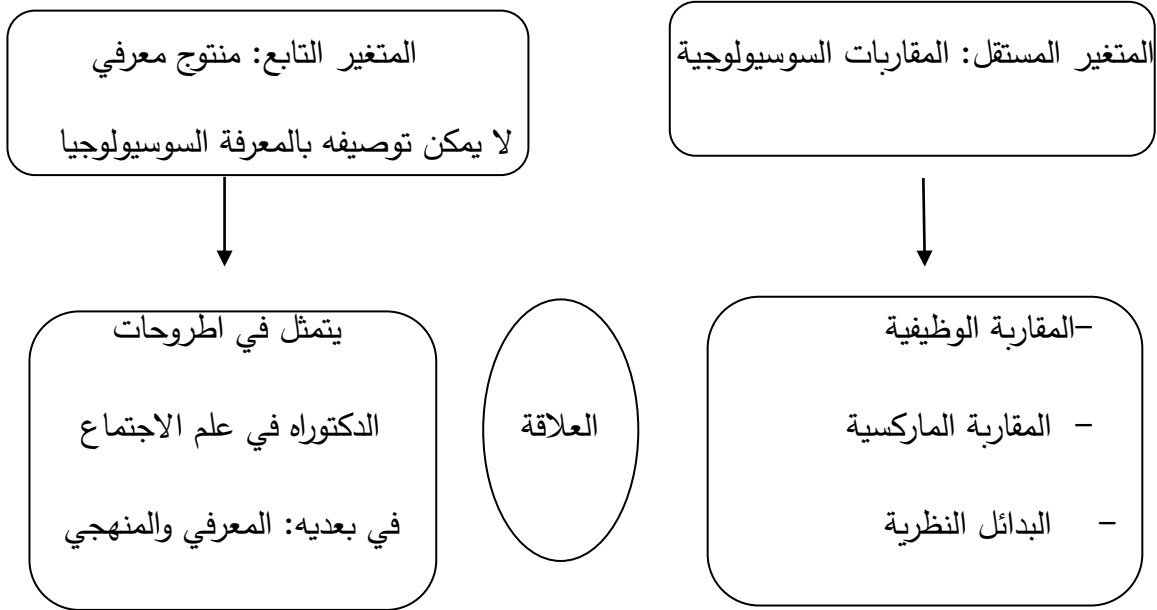 المتغير المستقل: المقاربات السوسيولوجية
المتغير التابع: منتوج معرفي
لا يمكن توصيفه بالمعرفة السوسيولوجيا
–المقاربة الوظيفية
– المقاربة الماركسية
– البدائل النظرية
العلاقة
يتمثل في اطروحات
الدكتوراه في علم الاجتماع
في بعديه: المعرفي والمنهجي